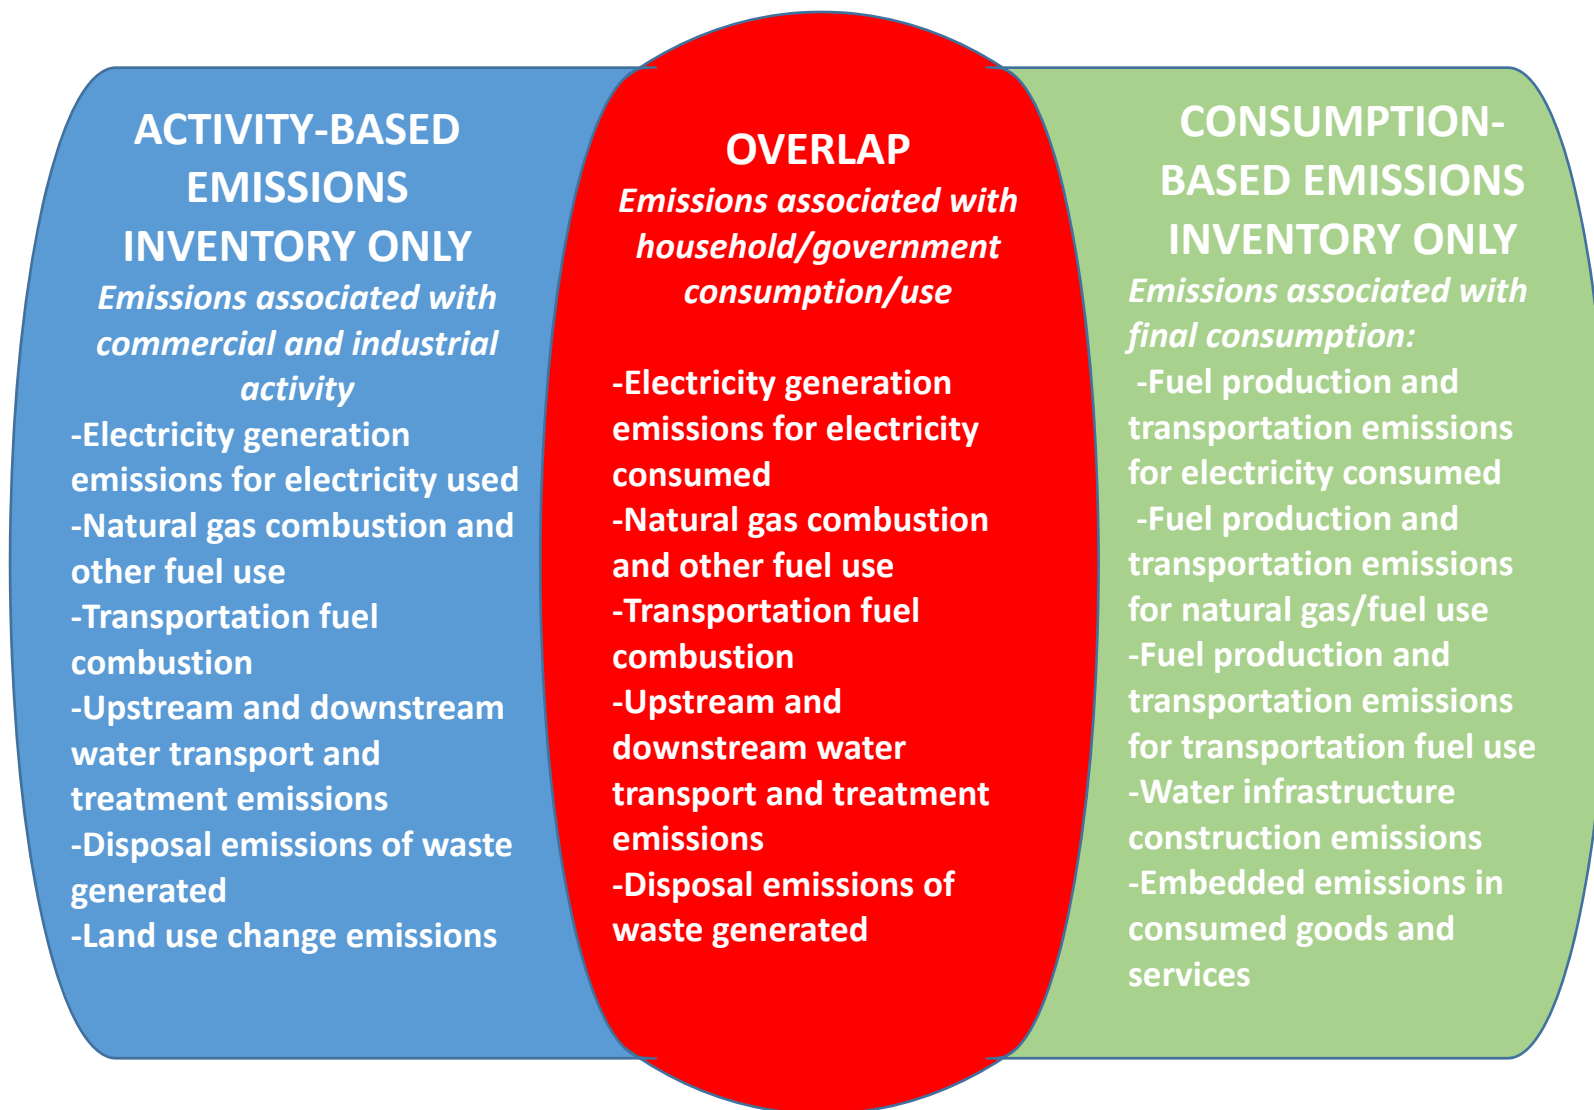 ACTIVITY-BASED
EMISSIONS
INVENTORY ONLY
Emissions associated with
commercial and industrial
activity
-Electricity generation
emissions for electricity used
-Natural gas combustion and
other fuel use
-Transportation fuel
combustion
-Upstream and downstream
water transport and
treatment emissions
-Disposal emissions of waste
generated
-Land use change emissions
OVERLAP
Emissions associated with
household/government
consumption/use
-Electricity generation
emissions for electricity
consumed
-Natural gas combustion
and other fuel use
-Transportation fuel
combustion
-Upstream and
downstream water
transport and treatment
emissions
-Disposal emissions of
waste generated
CONSUMPTION-
BASED EMISSIONS
INVENTORY ONLY
Emissions associated with
final consumption:
-Fuel production and
transportation emissions
for electricity consumed
-Fuel production and
transportation emissions
for natural gas/fuel use
-Fuel production and
transportation emissions
for transportation fuel use
-Water infrastructure
construction emissions
-Embedded emissions in
consumed goods and
services